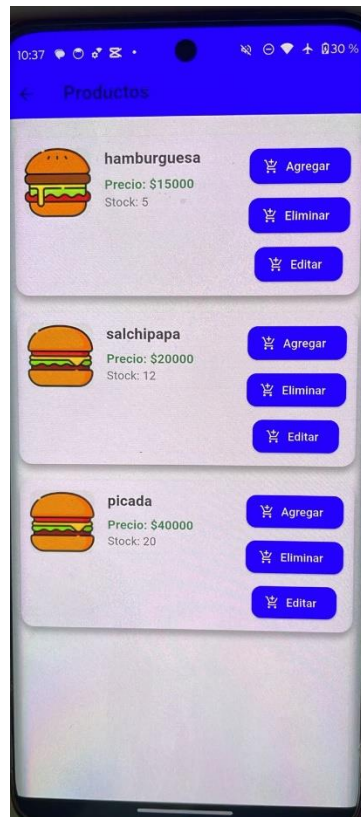 10:37
30 %
Productos
hamburguesa
Precio: $15000
Stock: 5
Agregar
Eliminar
Editar
salchipapa
Precio: $20000
Stock: 12
Agregar
Eliminar
Editar
picada
Precio: $40000
Stock: 20
Agregar
Eliminar
Editar